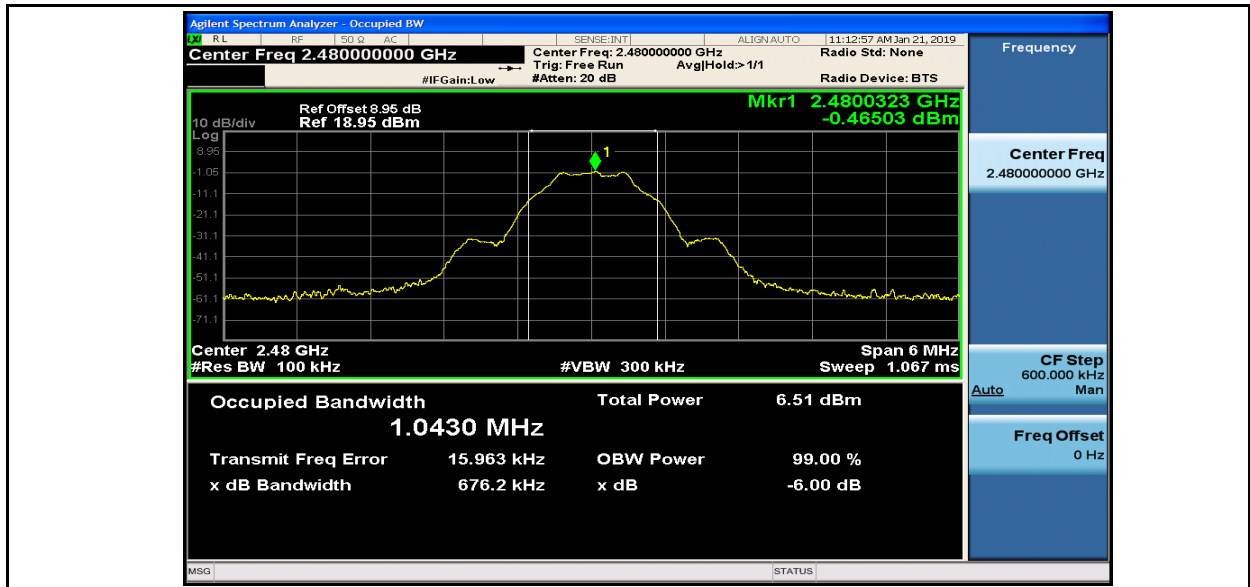 Agilent Spectrum Analyzer - Occupied BW
LXI RL RF 50 Ω AC SENSE:INT ALIGN AUTO 11:12:57 AM Jan 21, 2019
Center Freq 2.480000000 GHz Center Freq: 2.480000000 GHz Radio Std: None
Trig: Free Run Avg|Hold:>1/1
#IFGain:Low #Atten: 20 dB Radio Device: BTS
Frequency
Mkr1 2.4800323 GHz
-0.46503 dBm
Ref Offset 8.95 dB
10 dB/div Ref 18.95 dBm
Log
8.95
-1.05
-11.1
-21.1
-31.1
-41.1
-51.1
-61.1
-71.1
1
Center 2.48 GHz Span 6 MHz
#Res BW 100 kHz #VBW 300 kHz Sweep 1.067 ms
Occupied Bandwidth Total Power 6.51 dBm
1.0430 MHz
Transmit Freq Error 15.963 kHz OBW Power 99.00 %
x dB Bandwidth 676.2 kHz x dB -6.00 dB
Center Freq
2.480000000 GHz
CF Step
600.000 kHz
Auto Man
Freq Offset
0 Hz
MSG STATUS